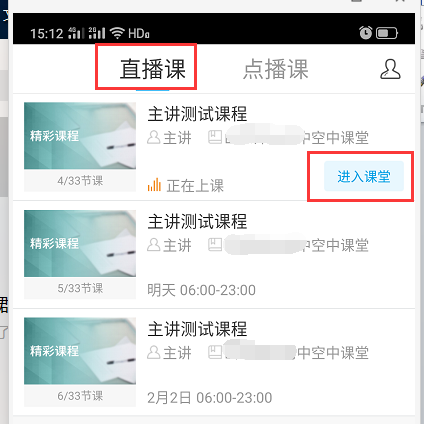 15:12 4G 2G HD
直播课 点播课
主讲测试课程
精彩课程
主讲 中空中课堂
4/33节课
正在上课
进入课堂
主讲测试课程
精彩课程
主讲 中空中课堂
5/33节课
明天 06:00-23:00
主讲测试课程
精彩课程
主讲 中空中课堂
6/33节课
2月2日 06:00-23:00